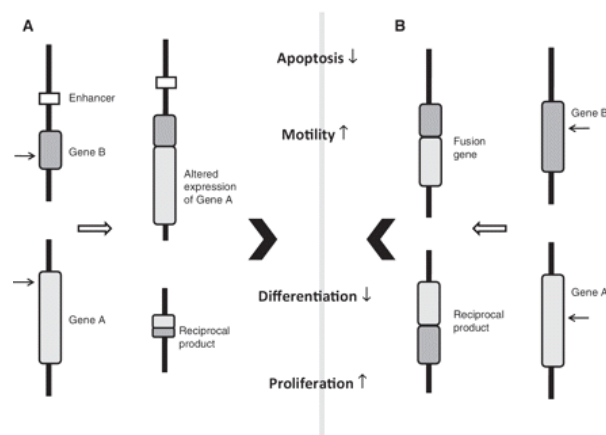 A
Enhancer
Gene B
Altered
expression
of Gene A
Gene A
Reciprocal
product
Apoptosis ↓
Motility ↑
Differentiation ↓
Proliferation ↑
B
Fusion
gene
Gene B
Reciprocal
product
Gene A